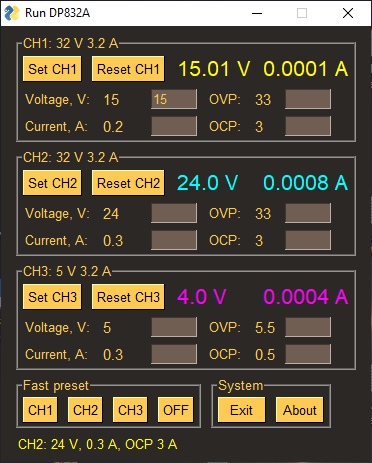 Run DP832A
CH1: 32 V 3.2 A
Set CH1 Reset CH1 15.01 V 0.0001 A
Voltage, V: 15 15 OVP: 33
Current, A: 0.2 OCP: 3
CH2: 32 V 3.2 A
Set CH2 Reset CH2 24.0 V 0.0008 A
Voltage, V: 24 OVP: 33
Current, A: 0.3 OCP: 3
CH3: 5 V 3.2 A
Set CH3 Reset CH3 4.0 V 0.0004 A
Voltage, V: 5 OVP: 5.5
Current, A: 0.3 OCP: 0.5
Fast preset System
CH1 CH2 CH3 OFF Exit About
CH2: 24 V, 0.3 A, OCP 3 A